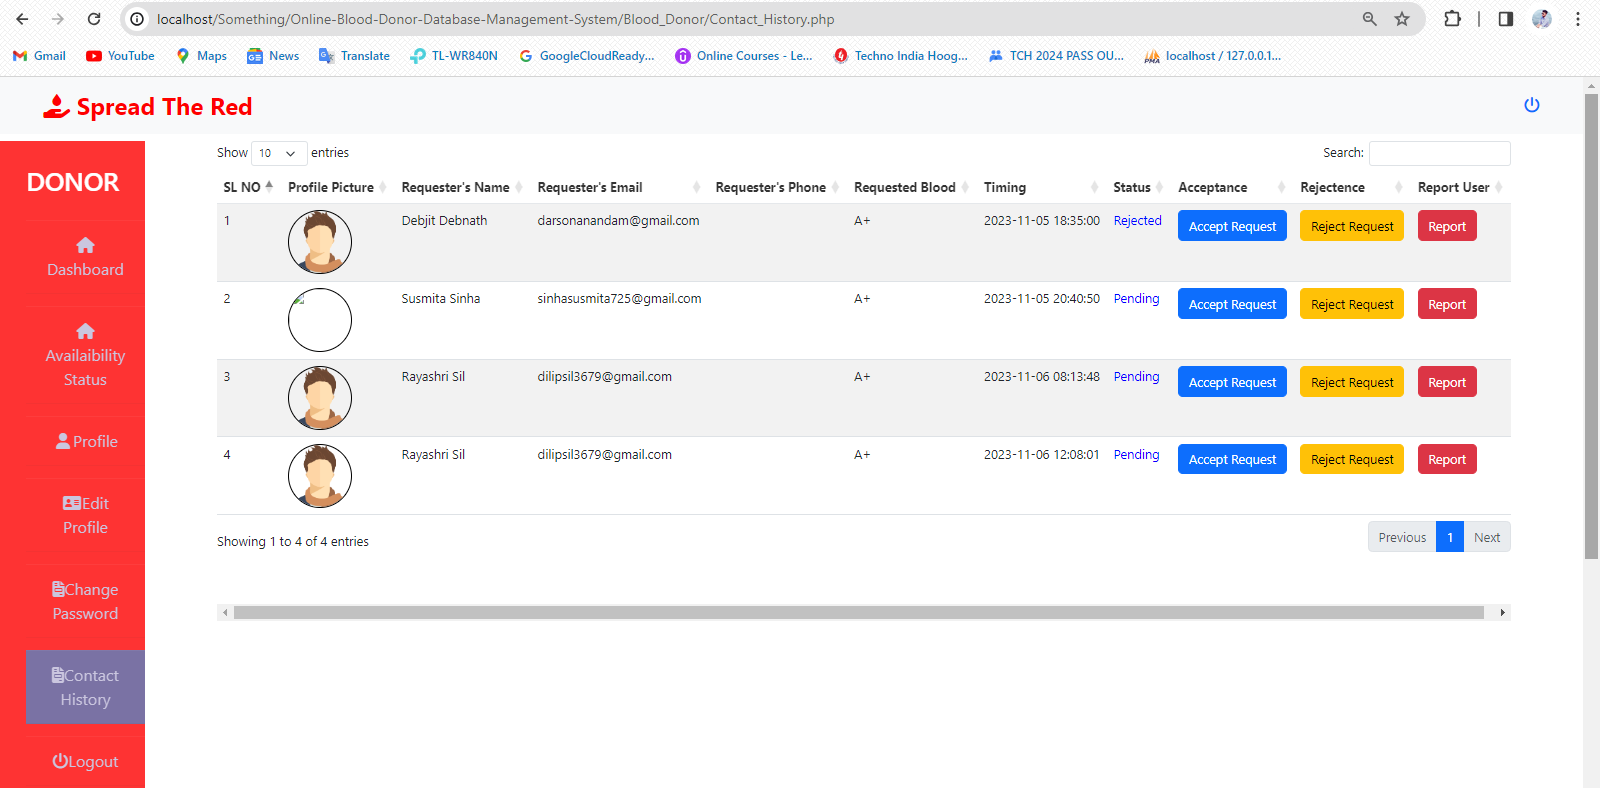 localhost/Something/Online-Blood-Donor-Database-Management-System/Blood_Donor/Contact_History.php
Gmail YouTube Maps News Translate TL-WR840N GoogleCloudReady... Online Courses - Le... Techno India Hoog... TCH 2024 PASS OU... PMA localhost / 127.0.0.1...
Spread The Red
DONOR
Dashboard
Availaibility
Status
Profile
Edit
Profile
Change
Password
Contact
History
Logout
Show 10 entries Search:
SL NO Profile Picture Requester's Name Requester's Email Requester's Phone Requested Blood Timing Status Acceptance Rejectence Report User
1 Debjit Debnath darsonanandam@gmail.com A+ 2023-11-05 18:35:00 Rejected Accept Request Reject Request Report
2 Susmita Sinha sinhasusmita725@gmail.com A+ 2023-11-05 20:40:50 Pending Accept Request Reject Request Report
3 Rayashri Sil dilipsil3679@gmail.com A+ 2023-11-06 08:13:48 Pending Accept Request Reject Request Report
4 Rayashri Sil dilipsil3679@gmail.com A+ 2023-11-06 12:08:01 Pending Accept Request Reject Request Report
Showing 1 to 4 of 4 entries Previous 1 Next